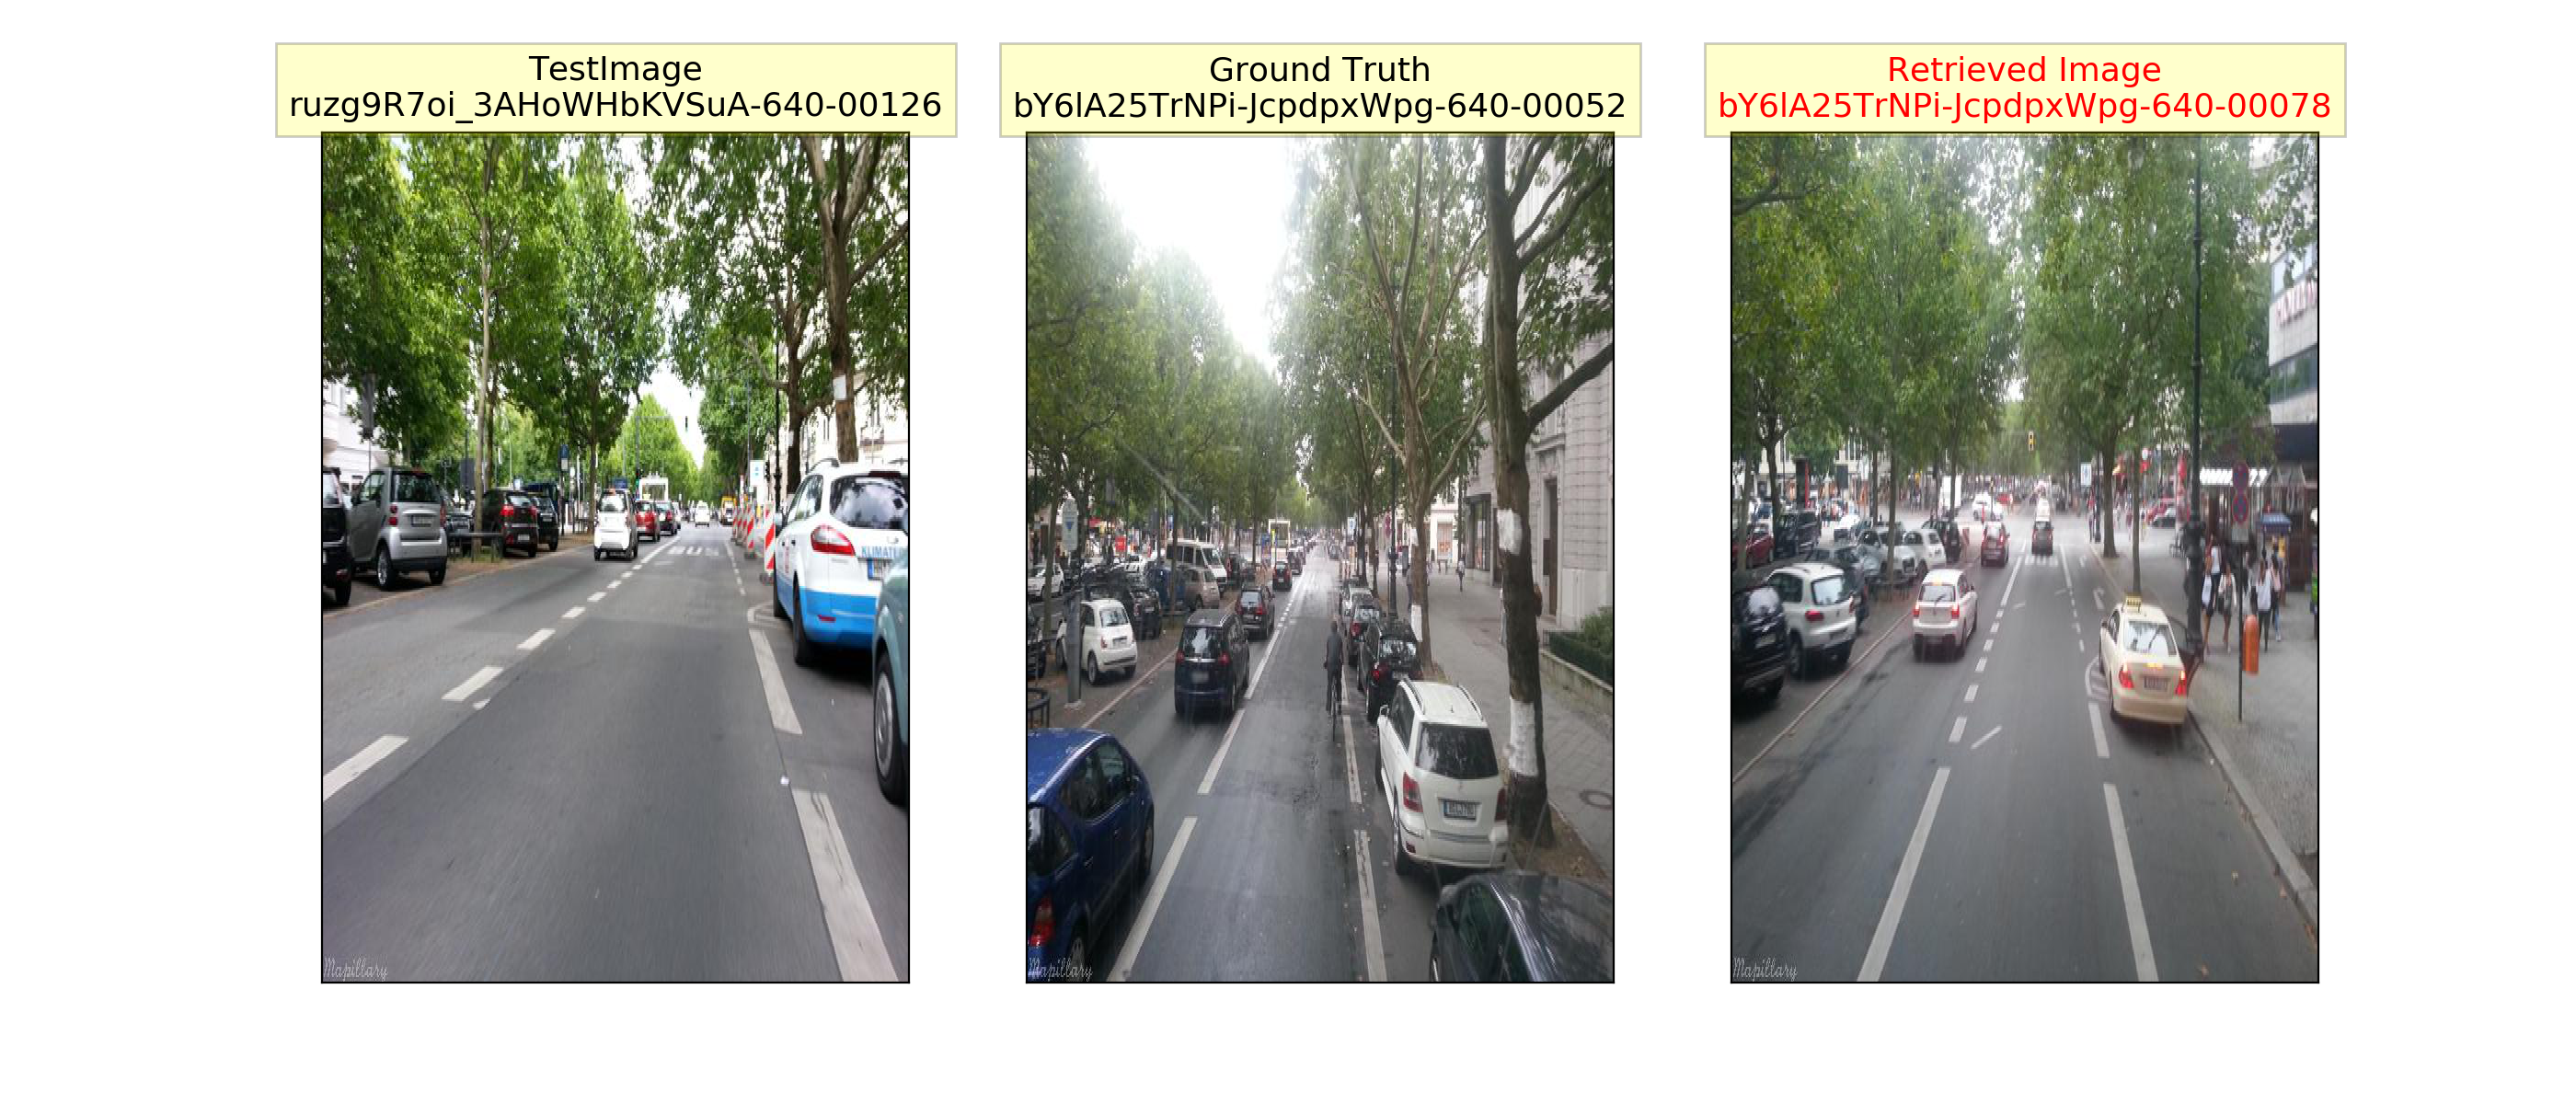 TestImage
ruzg9R7oi_3AHoWHbKVSuA-640-00126
Ground Truth
bY6lA25TrNPi-JcpdpxWpg-640-00052
Retrieved Image
bY6lA25TrNPi-JcpdpxWpg-640-00078
Mapillary
Mapillary
Mapillary